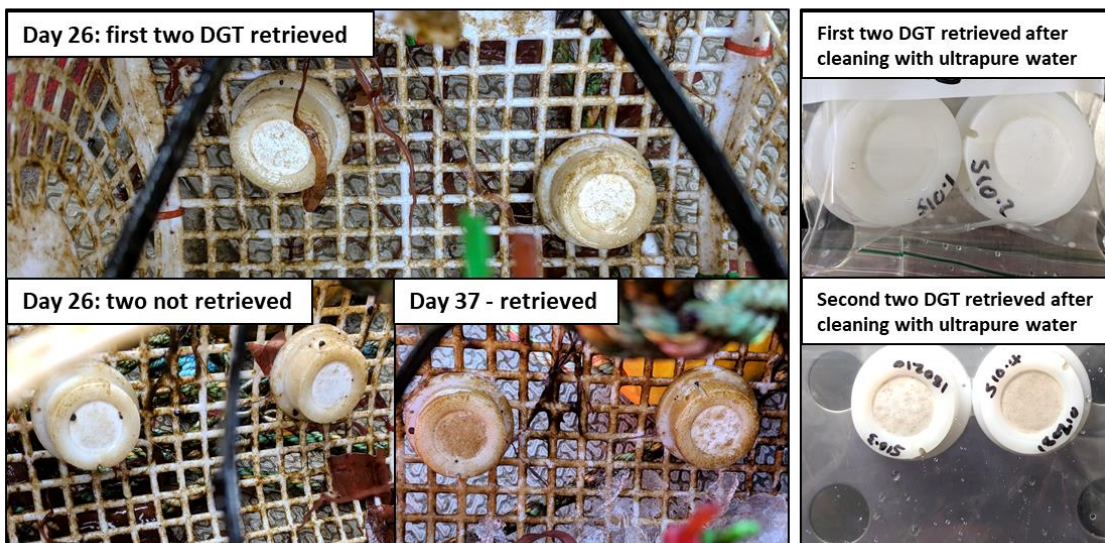 Day 26: first two DGT retrieved
First two DGT retrieved after
cleaning with ultrapure water
S10.1
S10.2
Day 26: two not retrieved
Day 37 - retrieved
Second two DGT retrieved after
cleaning with ultrapure water
180210
S10.3
S10.4
180210